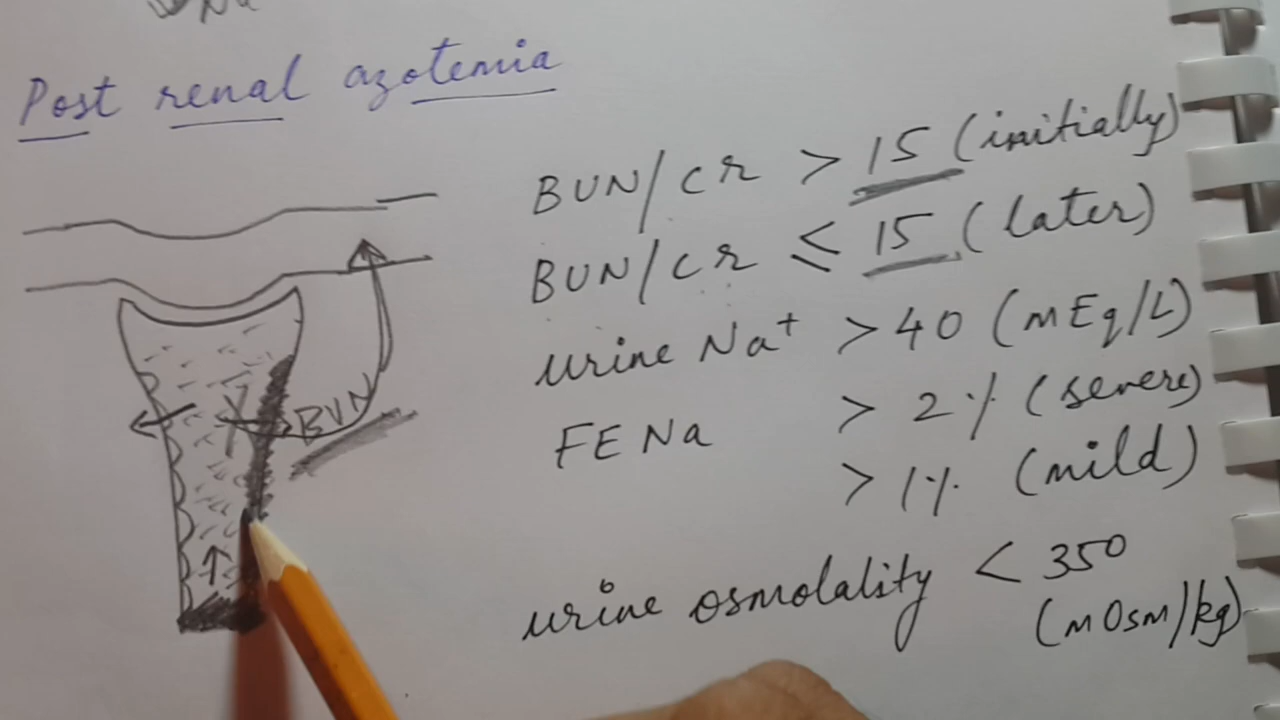 Post renal azotemia
BUN/cr > 15 (initially)
BUN/cr ≤ 15 (later)
urine Na+ > 40 (mEq/L)
FENa > 2% (severe)
> 1% (mild)
urine osmolality < 350
(mOsm/kg)
BUN